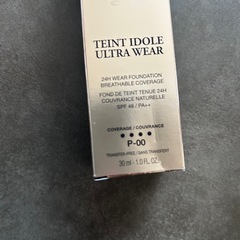 TEINT IDOLE
ULTRA WEAR
24H WEAR FOUNDATION
BREATHABLE COVERAGE
FOND DE TEINT TENUE 24H
COUVRANCE NATURELLE
SPF 46 / PA++
COVERAGE / COUVRANCE
P-00
TRANSFER-FREE / SANS TRANSFERT
30 ml - 1.0 FL.OZ.